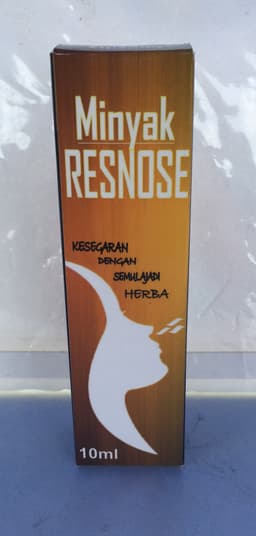 Minyak
RESNOSE
KESEGARAN
DENGAN
SEMULAJADI
HERBA
10ml